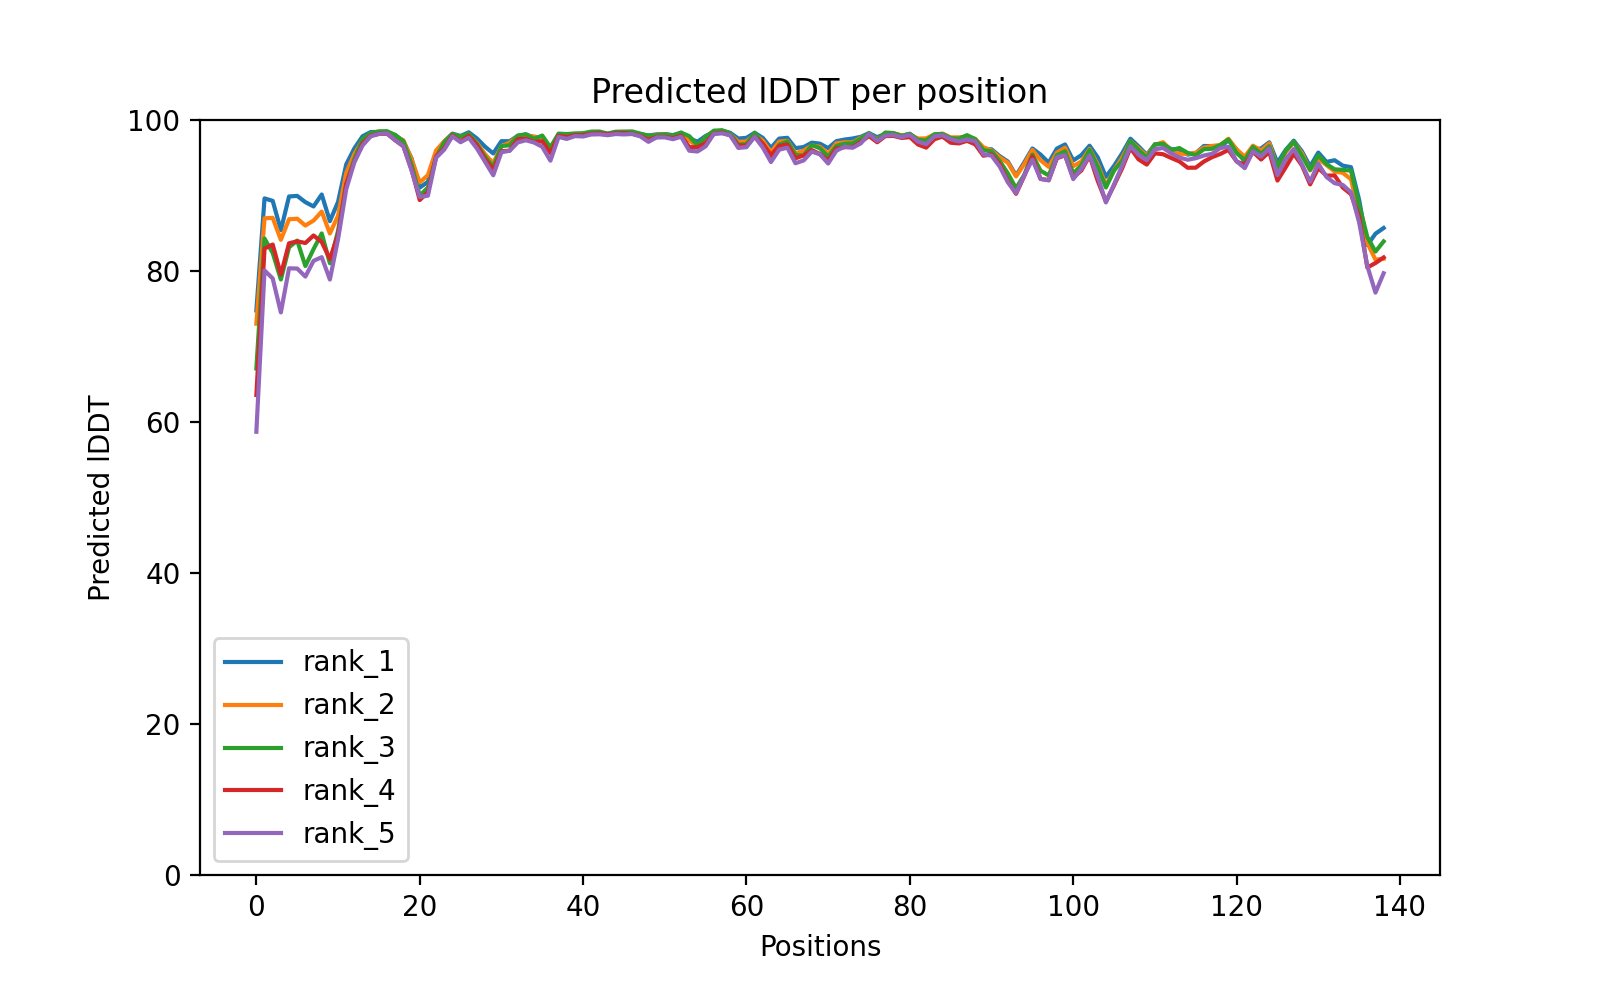 Predicted lDDT per position
100
80
60
40
20
0
Predicted lDDT
rank_1
rank_2
rank_3
rank_4
rank_5
0 20 40 60 80 100 120 140
Positions